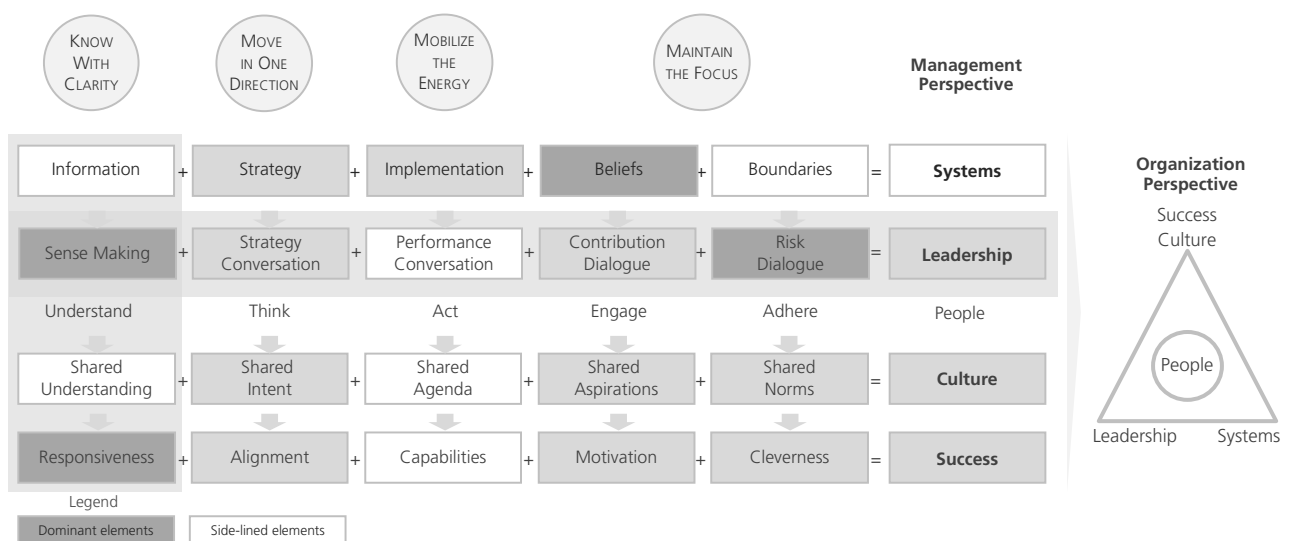 KNOW
WITH
CLARITY
MOVE
IN ONE
DIRECTION
MOBILIZE
THE
ENERGY
MAINTAIN
THE FOCUS
Management
Perspective
Information + Strategy + Implementation + Beliefs + Boundaries = Systems
Sense Making + Strategy
Conversation + Performance
Conversation + Contribution
Dialogue + Risk
Dialogue = Leadership
Understand Think Act Engage Adhere People
Shared
Understanding + Shared
Intent + Shared
Agenda + Shared
Aspirations + Shared
Norms = Culture
Responsiveness + Alignment + Capabilities + Motivation + Cleverness = Success
Legend
Dominant elements Side-lined elements
Organization
Perspective
Success
Culture
People
Leadership Systems